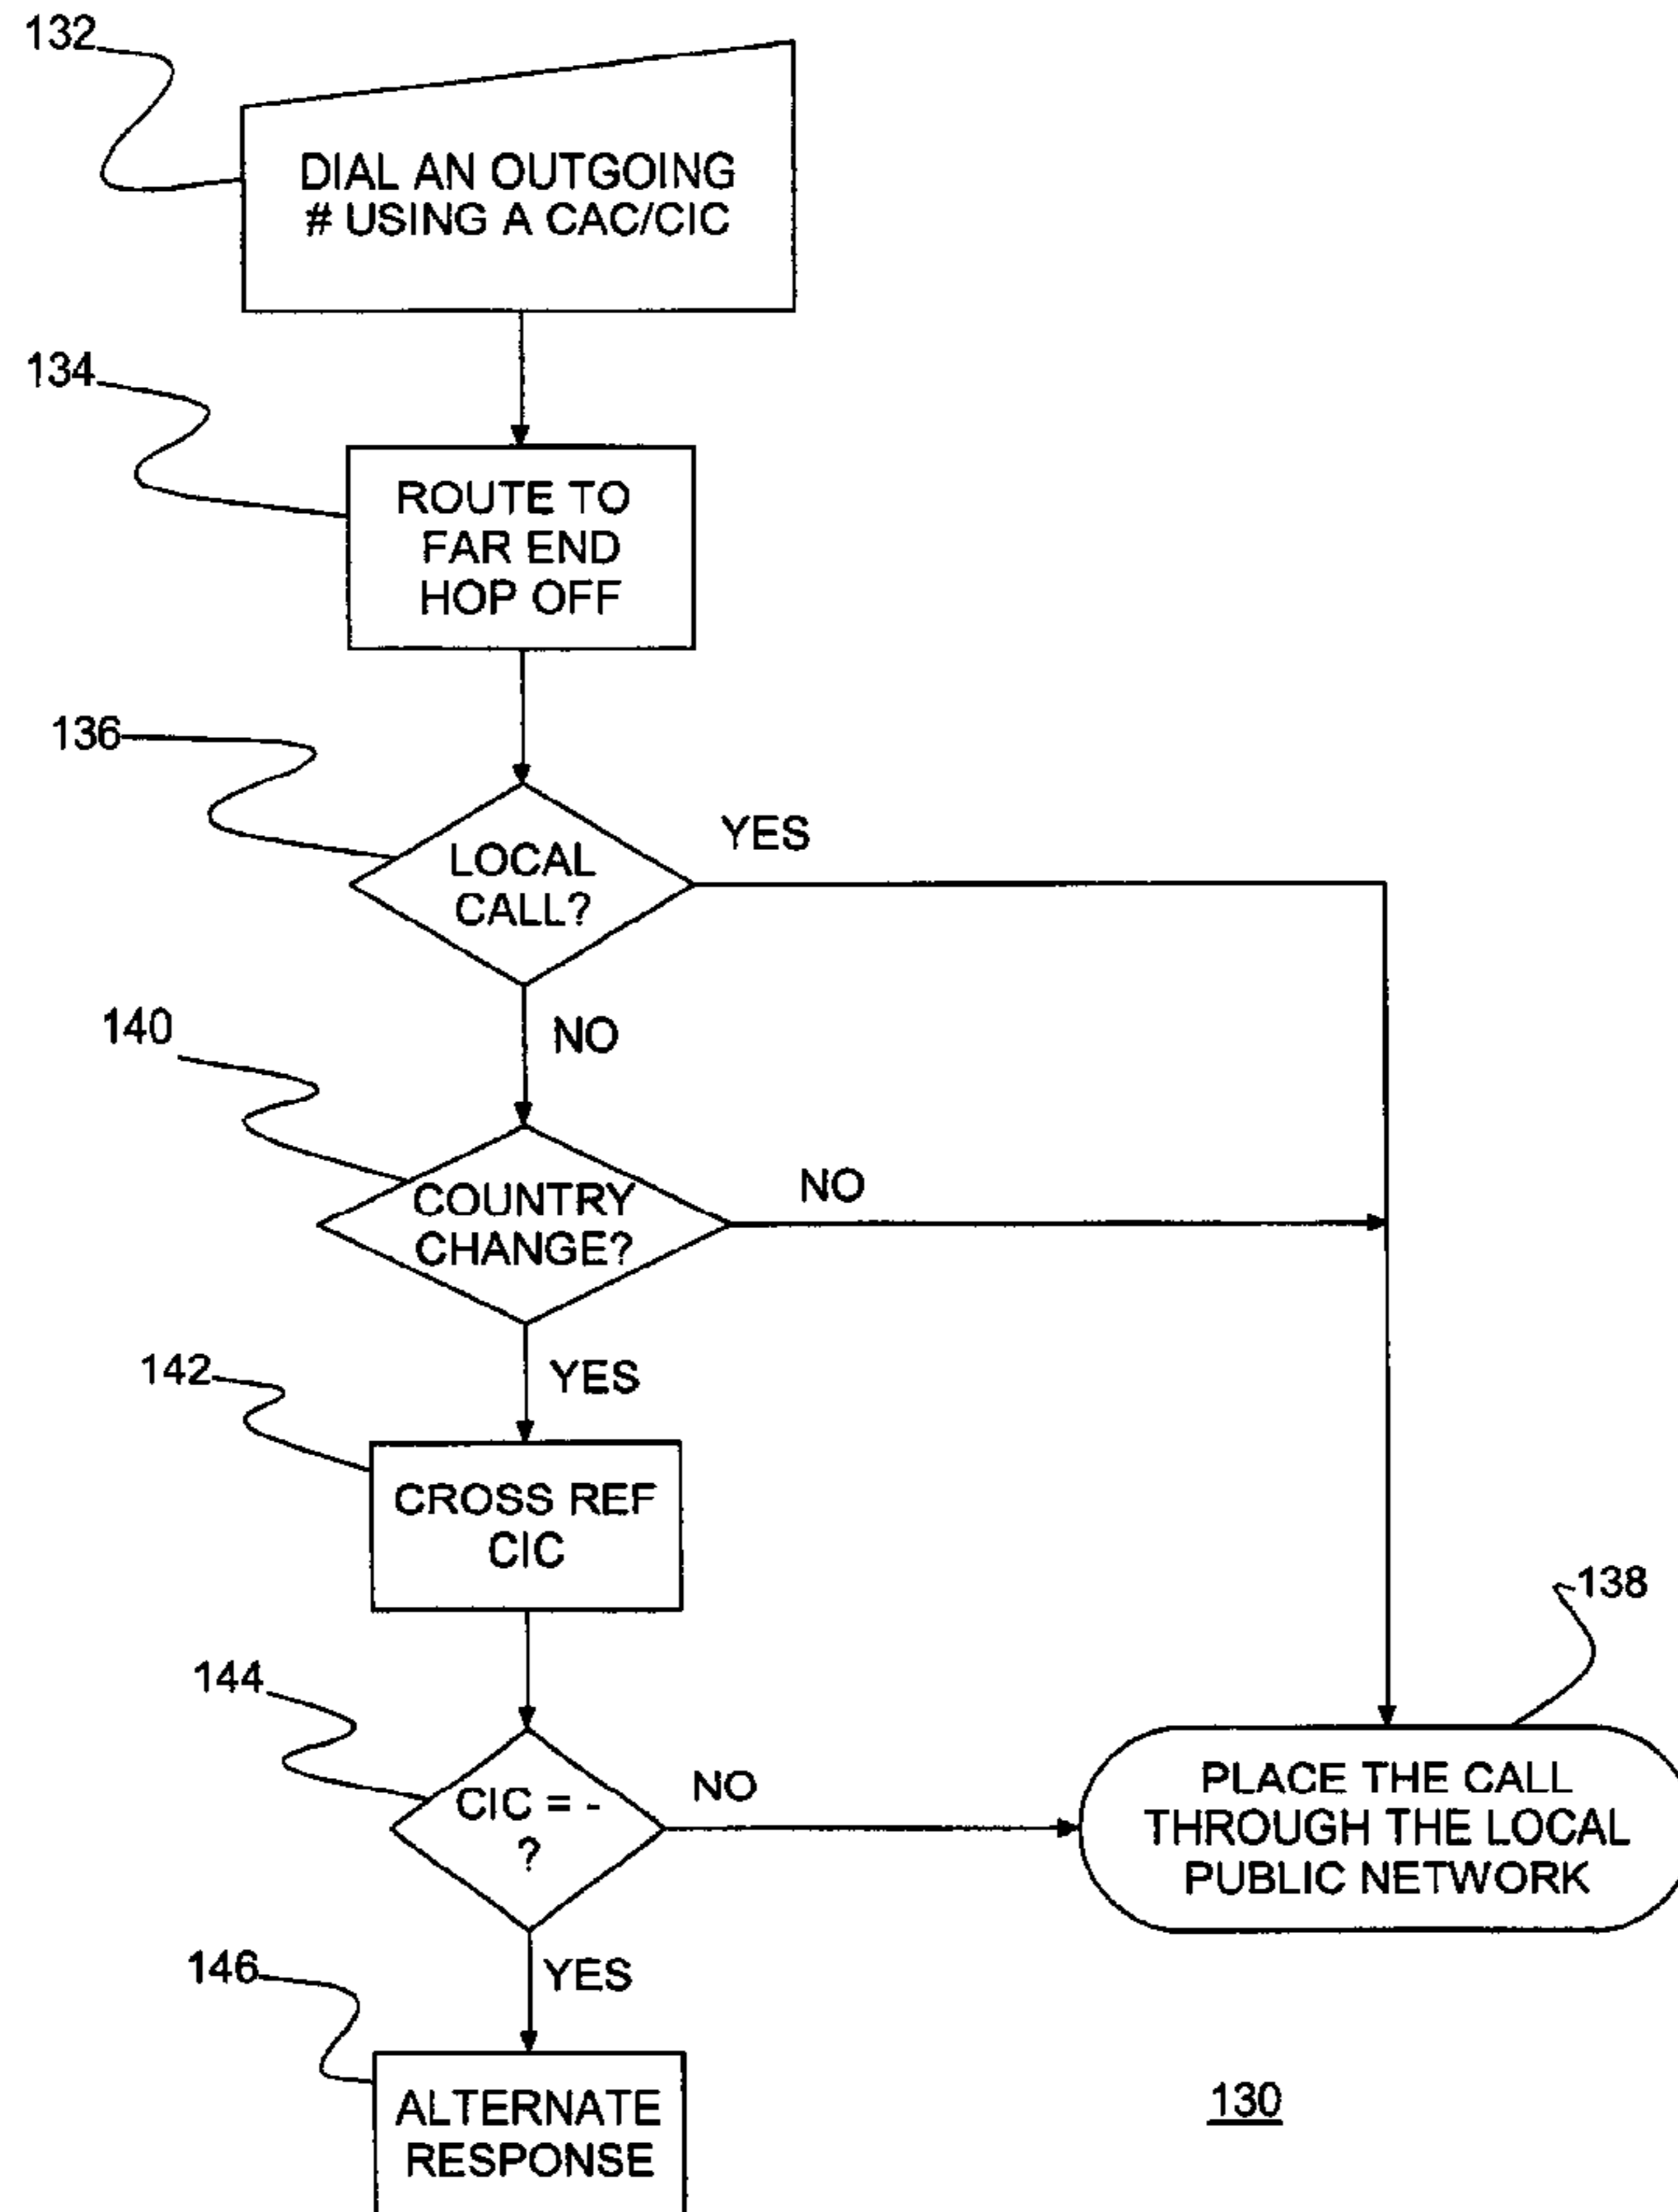 132
DIAL AN OUTGOING
# USING A CAC/CIC
134
ROUTE TO
FAR END
HOP OFF
136
LOCAL
CALL?
YES
NO
140
COUNTRY
CHANGE?
NO
YES
142
CROSS REF
CIC
144
CIC = -
?
NO
138
PLACE THE CALL
THROUGH THE LOCAL
PUBLIC NETWORK
YES
146
ALTERNATE
RESPONSE
130